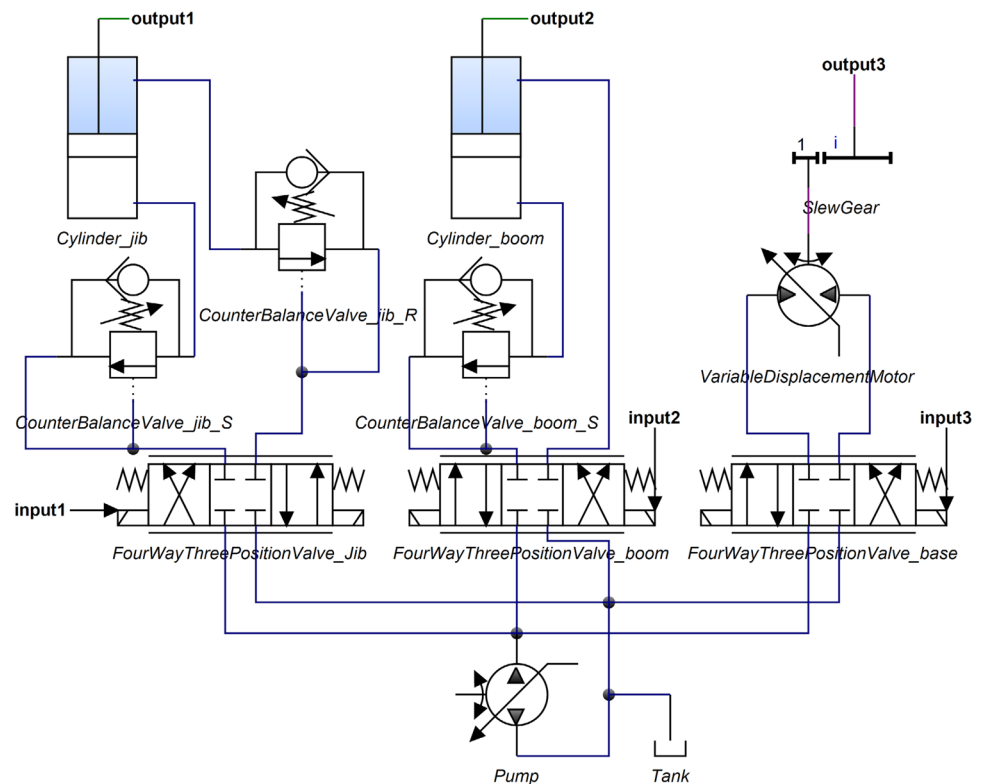 output1
output2
output3
1
i
SlewGear
Cylinder_jib
Cylinder_boom
CounterBalanceValve_jib_R
VariableDisplacementMotor
CounterBalanceValve_jib_S
CounterBalanceValve_boom_S
input2
input3
input1
FourWayThreePositionValve_Jib
FourWayThreePositionValve_boom
FourWayThreePositionValve_base
Pump
Tank